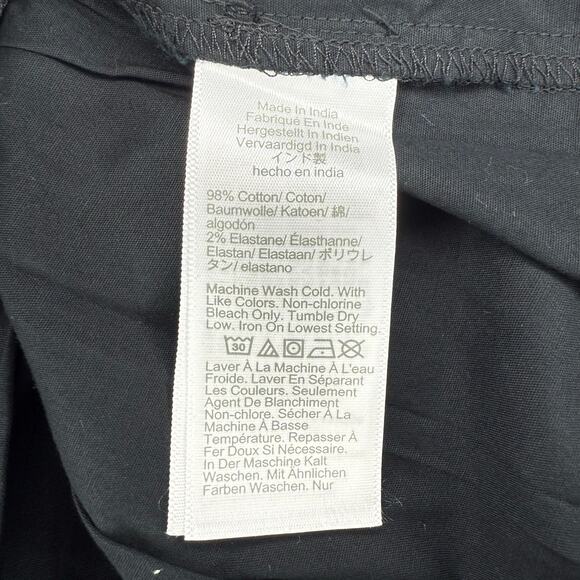 Made In India
Fabriqué En Inde
Hergestellt In Indien
Vervaardigd In India
インド製
hecho en india
98% Cotton/ Coton/
Baumwolle/ Katoen/ 綿/
algodón
2% Elastane/ Élasthanne/
Elastan/ Elastaan/ ポリウレ
タン/ elastano
Machine Wash Cold. With
Like Colors. Non-chlorine
Bleach Only. Tumble Dry
Low. Iron On Lowest Setting.
30
Laver À La Machine À L'eau
Froide. Laver En Séparant
Les Couleurs. Seulement
Agent De Blanchiment
Non-chlore. Sécher À La
Machine À Basse
Température. Repasser À
Fer Doux Si Nécessaire.
In Der Maschine Kalt
Waschen. Mit Ähnlichen
Farben Waschen. Nur